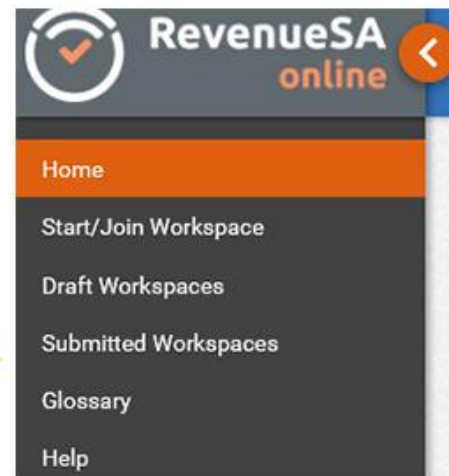 RevenueSA
online
Home
Start/Join Workspace
Draft Workspaces
Submitted Workspaces
Glossary
Help